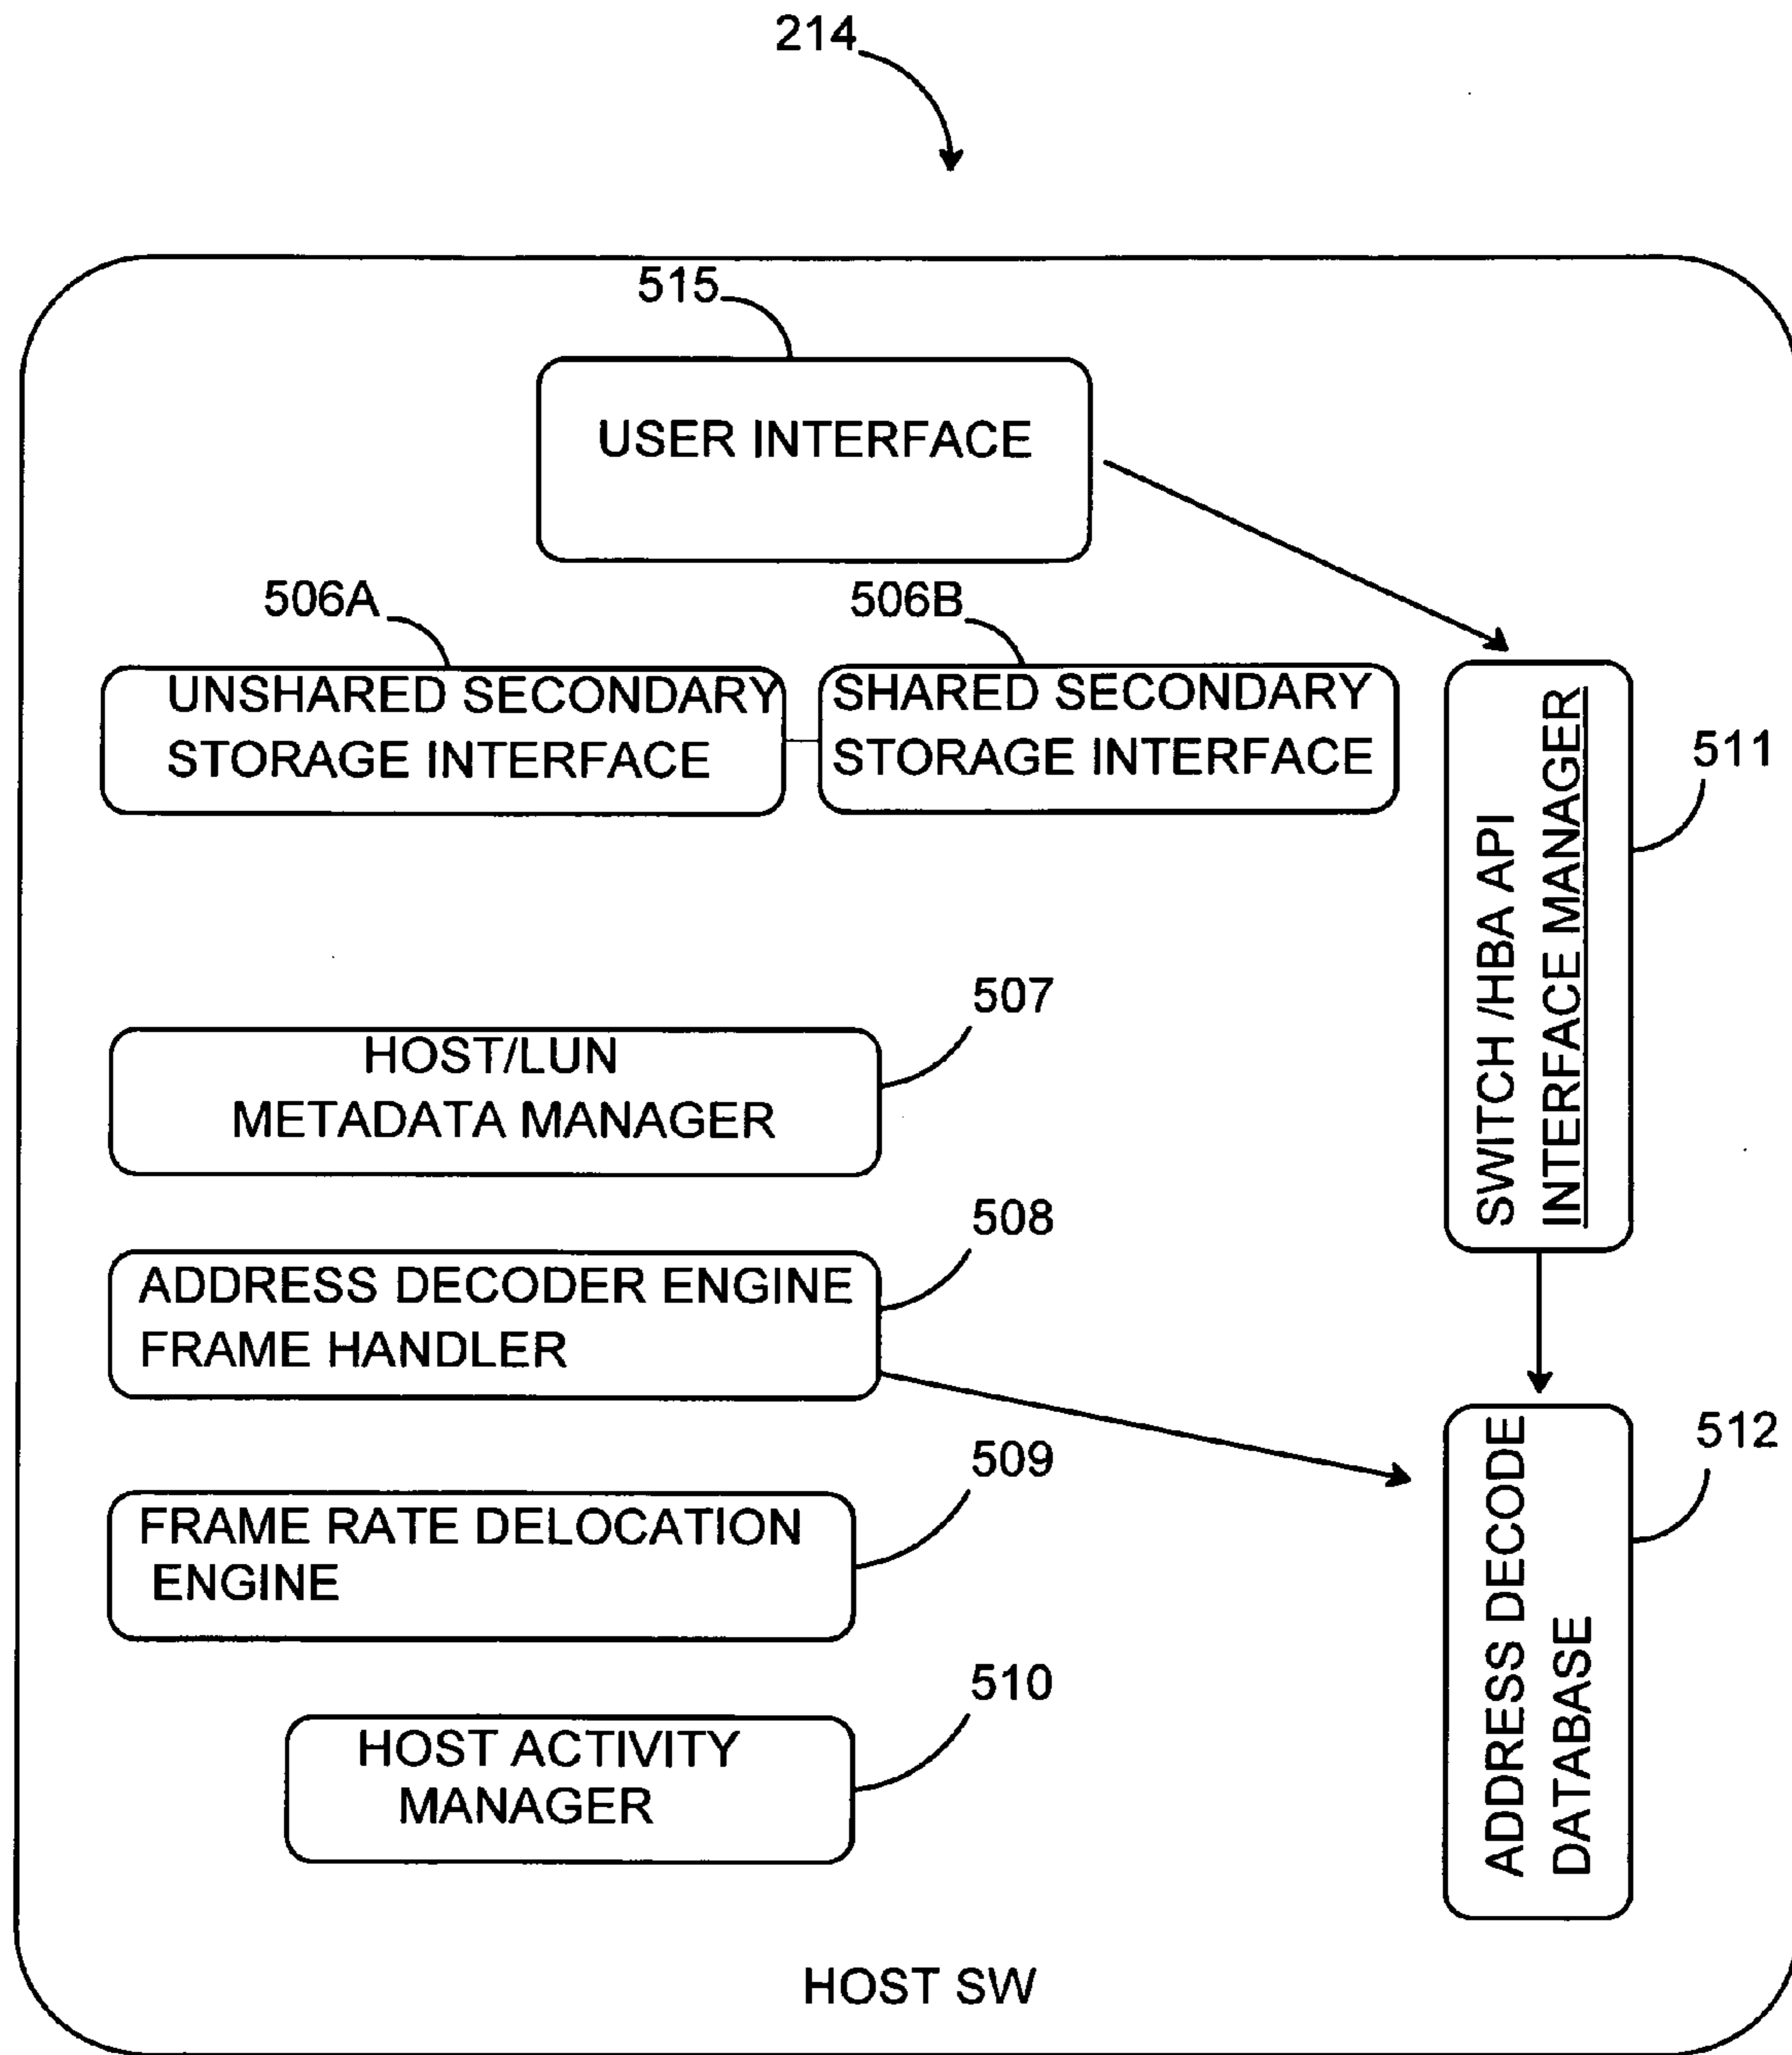 214
515
USER INTERFACE
506A
506B
UNSHARED SECONDARY
STORAGE INTERFACE
SHARED SECONDARY
STORAGE INTERFACE
SWITCH /HBA API
INTERFACE MANAGER
511
507
HOST/LUN
METADATA MANAGER
508
ADDRESS DECODER ENGINE
FRAME HANDLER
509
FRAME RATE DELOCATION
ENGINE
510
HOST ACTIVITY
MANAGER
ADDRESS DECODE
DATABASE
512
HOST SW